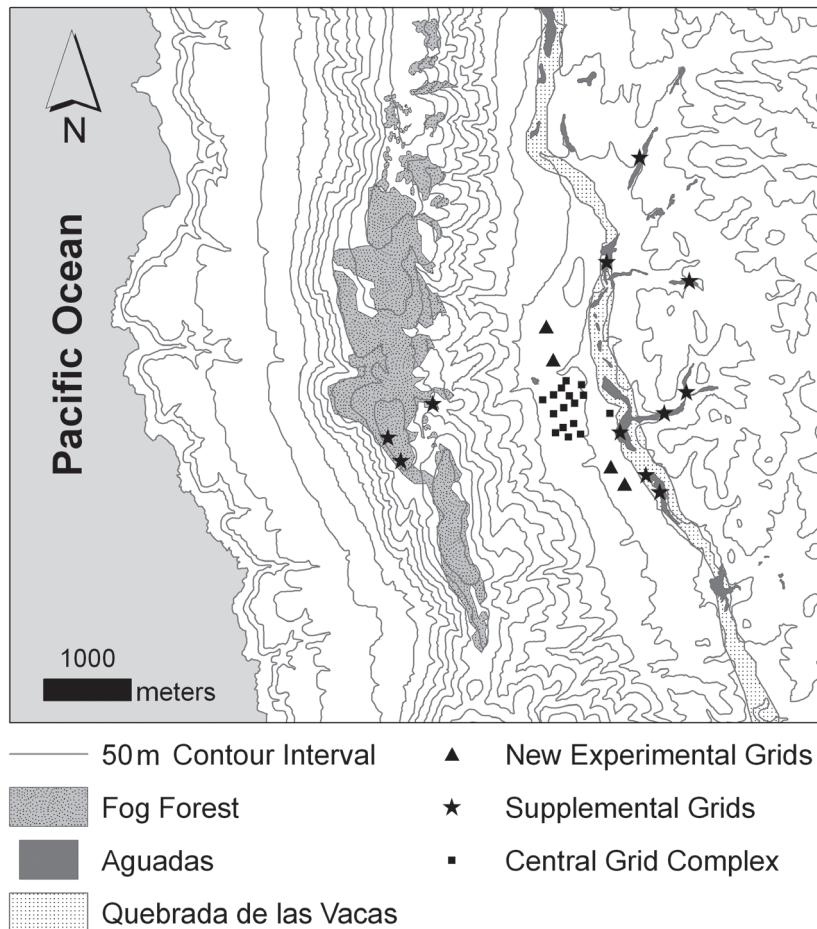 N
Pacific Ocean
1000
meters
50m Contour Interval
Fog Forest
Aguadas
Quebrada de las Vacas
New Experimental Grids
Supplemental Grids
Central Grid Complex